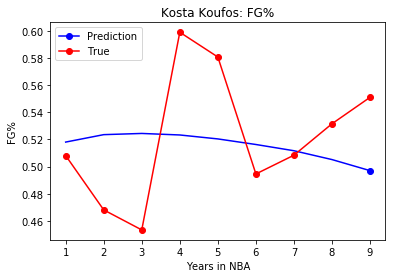 Kosta Koufos: FG%
Prediction
True
0.60
0.58
0.56
0.54
0.52
0.50
0.48
0.46
FG%
1 2 3 4 5 6 7 8 9
Years in NBA